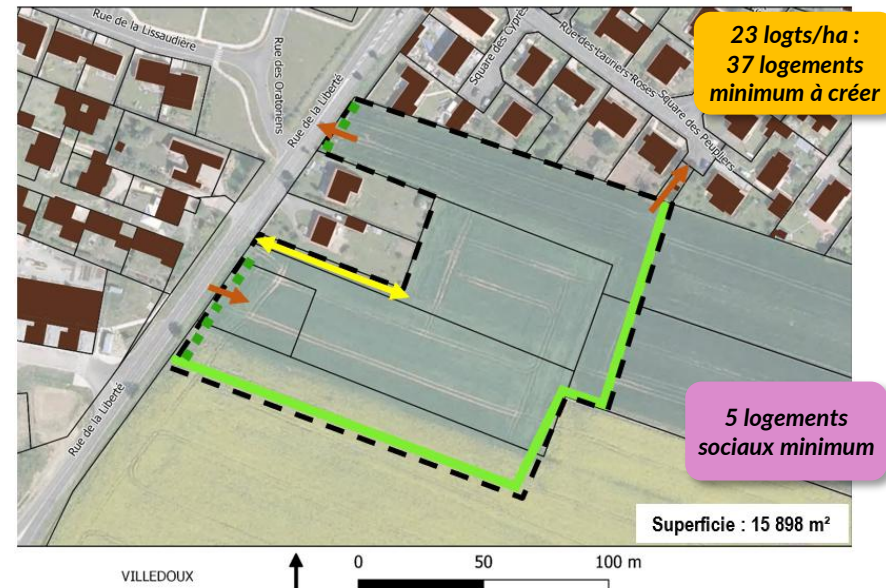 Rue de la Lissaudière
Rue des Oratoriens
Rue de la Liberté
Square des Cyprès
Rue des Lauriers Roses
Square des Peupliers
23 logts/ha :
37 logements
minimum à créer
Rue de la Liberté
5 logements
sociaux minimum
Superficie : 15 898 m²
VILLEDOUX
0 50 100 m